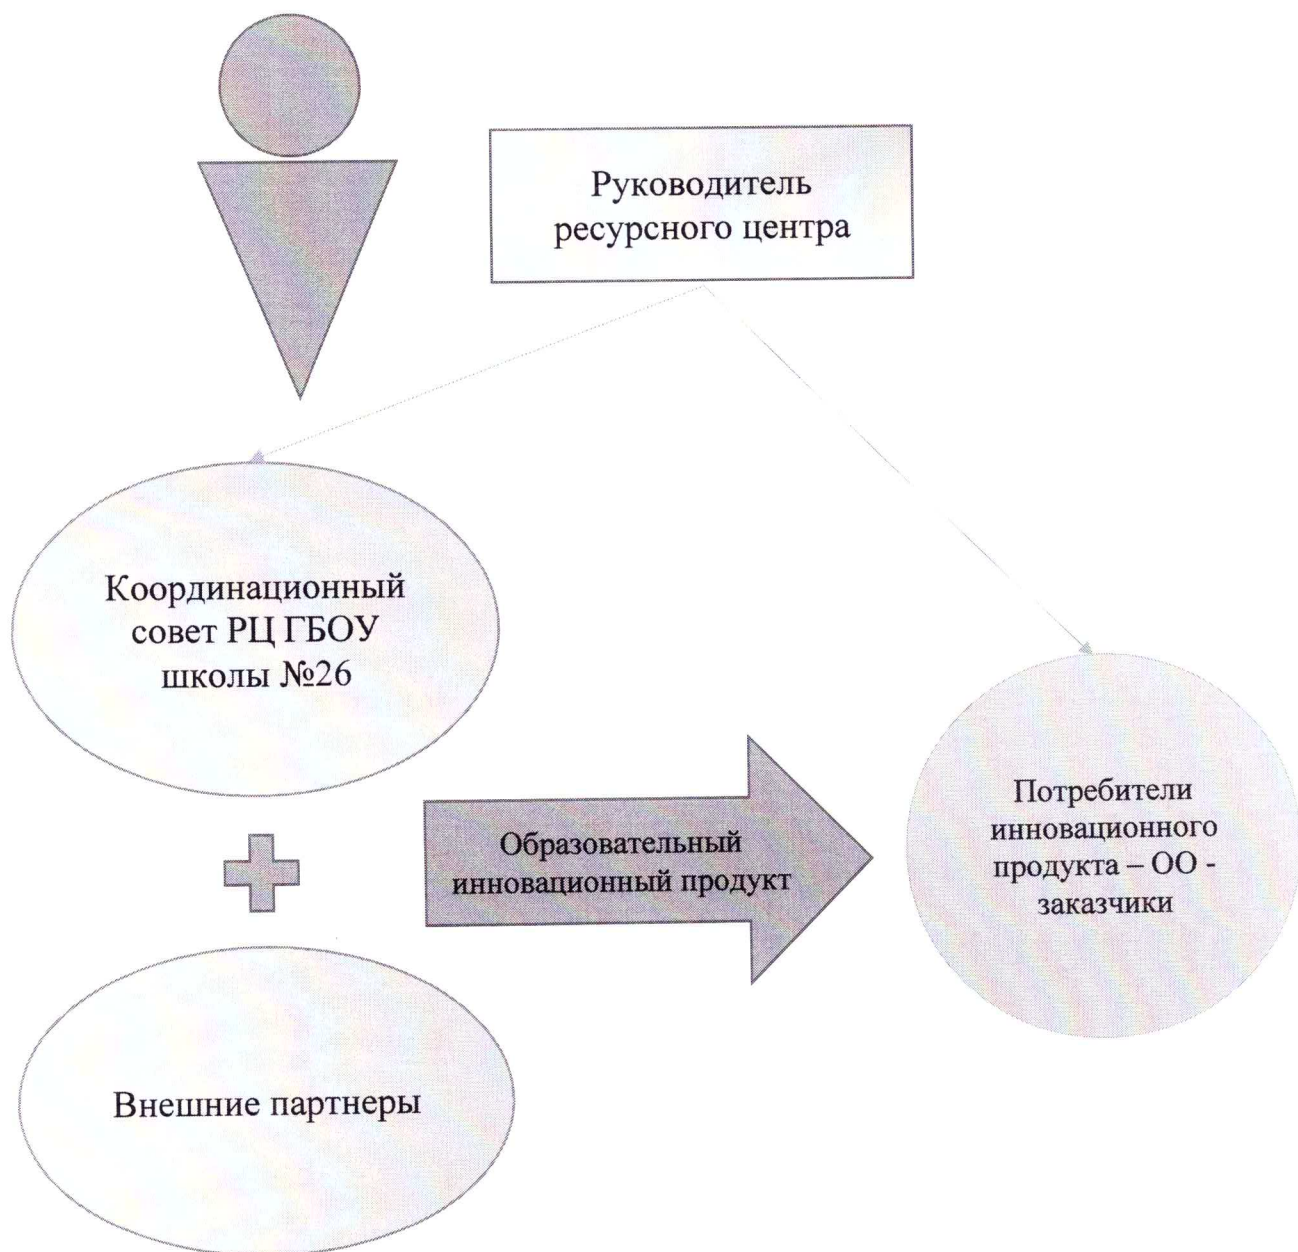 Руководитель
ресурсного центра
Координационный
совет РЦ ГБОУ
школы №26
Образовательный
инновационный продукт
Потребители
инновационного
продукта – ОО -
заказчики
Внешние партнеры